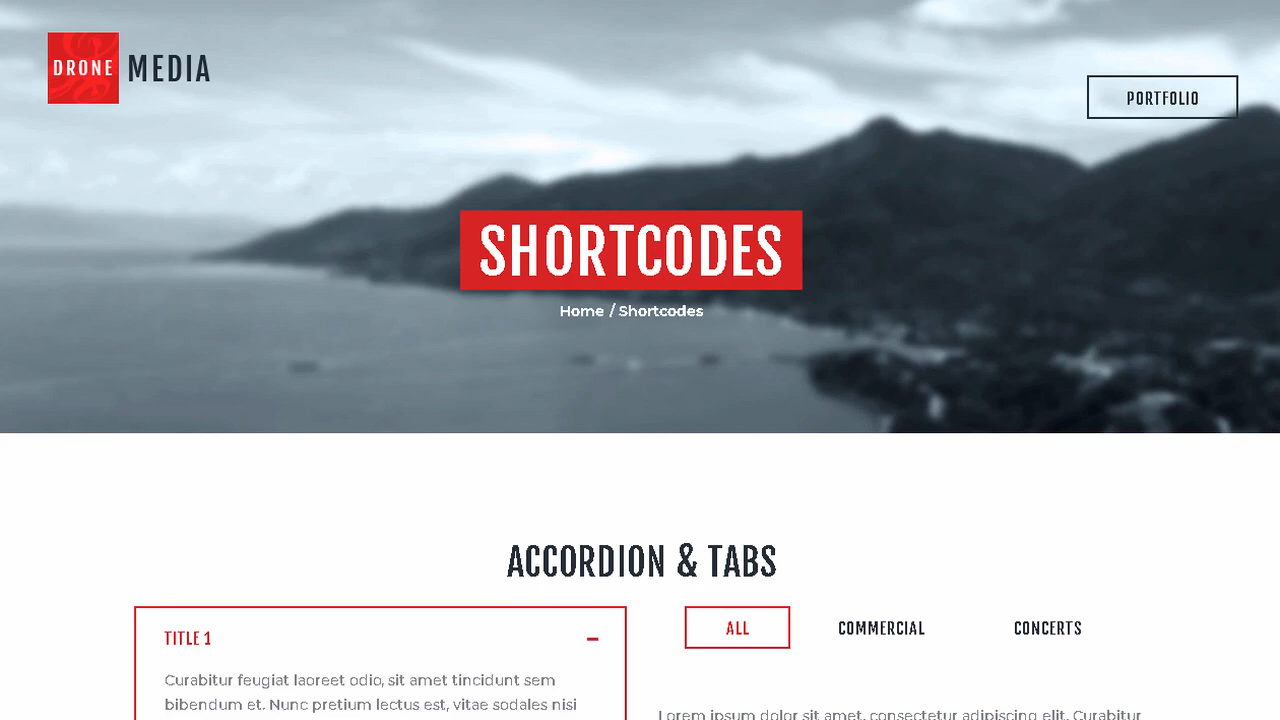 DRONE MEDIA
PORTFOLIO
SHORTCODES
Home / Shortcodes
ACCORDION & TABS
TITLE 1
Curabitur feugiat laoreet odio, sit amet tincidunt sem
bibendum et. Nunc pretium lectus est, vitae sodales nisi
ALL COMMERCIAL CONCERTS
Lorem ipsum dolor sit amet, consectetur adipiscing elit. Curabitur